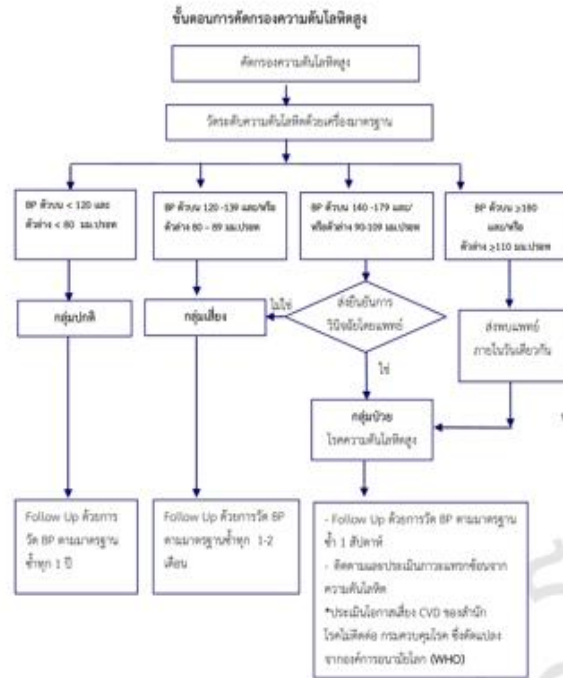 ขั้นตอนการคัดกรองความดันโลหิตสูง
คัดกรองความดันโลหิตสูง
วัดระดับความดันโลหิตด้วยเครื่องมาตรฐาน
BP ตัวบน < 120 และ
ตัวล่าง < 80 มม.ปรอท
BP ตัวบน 120 -139 และ/หรือ
ตัวล่าง 80 – 89 มม.ปรอท
BP ตัวบน 140 -179 และ/
หรือตัวล่าง 90-109 มม.ปรอท
BP ตัวบน ≥180
และ/หรือ
ตัวล่าง ≥110 มม.ปรอท
กลุ่มปกติ
กลุ่มเสี่ยง
ไม่ใช่
ส่งยืนยันการ
วินิจฉัยโดยแพทย์
ส่งพบแพทย์
ภายในวันเดียวกัน
ใช่
กลุ่มป่วย
โรคความดันโลหิตสูง
Follow Up ด้วยการ
วัด BP ตามมาตรฐาน
ซ้ำทุก 1 ปี
Follow Up ด้วยการวัด BP
ตามมาตรฐานซ้ำทุก 1-2
เดือน
- Follow Up ด้วยการวัด BP ตามมาตรฐาน
ซ้ำ 1 สัปดาห์
- ติดตามและประเมินภาวะแทรกซ้อนจาก
ความดันโลหิต
*ประเมินโอกาสเสี่ยง CVD ของสำนัก
โรคไม่ติดต่อ กรมควบคุมโรค ซึ่งดัดแปลง
จากองค์การอนามัยโลก (WHO)